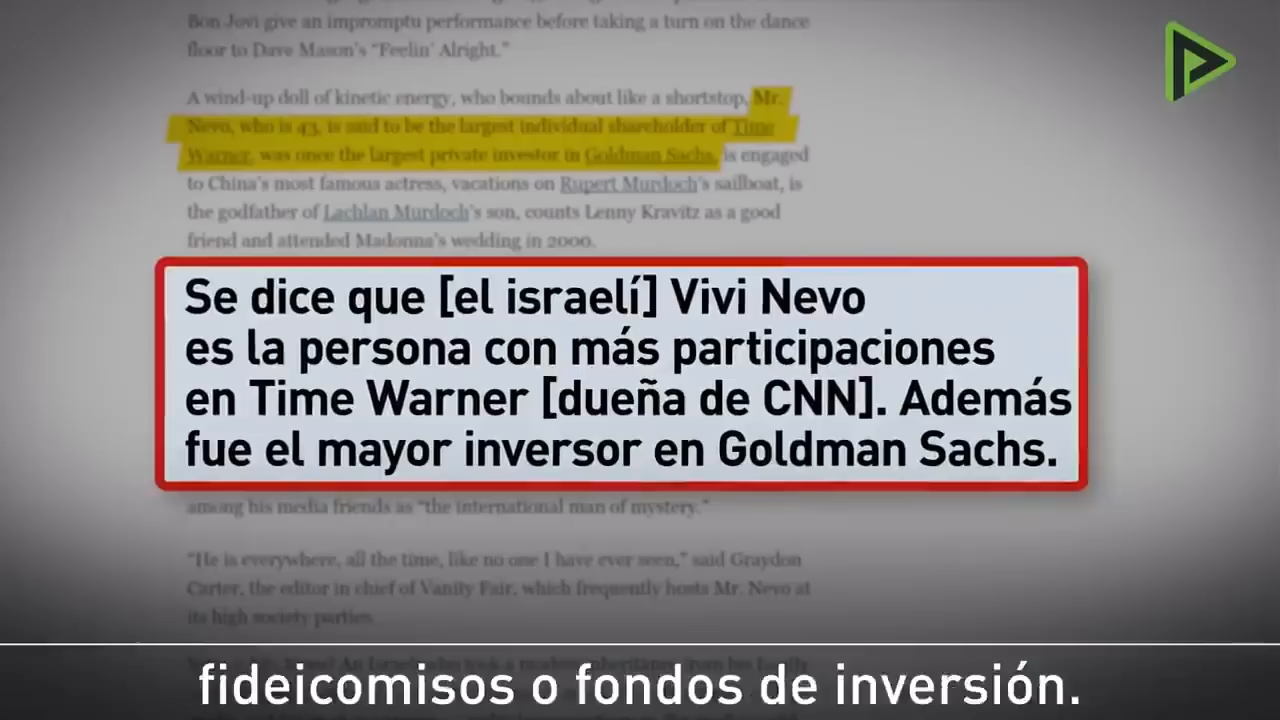 Bon Jovi give an impromptu performance before taking a turn on the dance
floor to Dave Mason's “Feelin' Alright.”
A wind-up doll of kinetic energy, who bounds about like a shortstop, Mr.
Nevo, who is 43, is said to be the largest individual shareholder of Time
Warner, was once the largest private investor in Goldman Sachs, is engaged
to China's most famous actress, vacations on Rupert Murdoch's sailboat, is
the godfather of Lachlan Murdoch's son, counts Lenny Kravitz as a good
friend and attended Madonna's wedding in 2000.
Se dice que [el israelí] Vivi Nevo
es la persona con más participaciones
en Time Warner [dueña de CNN]. Además
fue el mayor inversor en Goldman Sachs.
among his media friends as “the international man of mystery.”
“He is everywhere, all the time, like no one I have ever seen,” said Graydon
Carter, the editor in chief of Vanity Fair, which frequently hosts Mr. Nevo at
its high society parties.
fideicomisos o fondos de inversión.